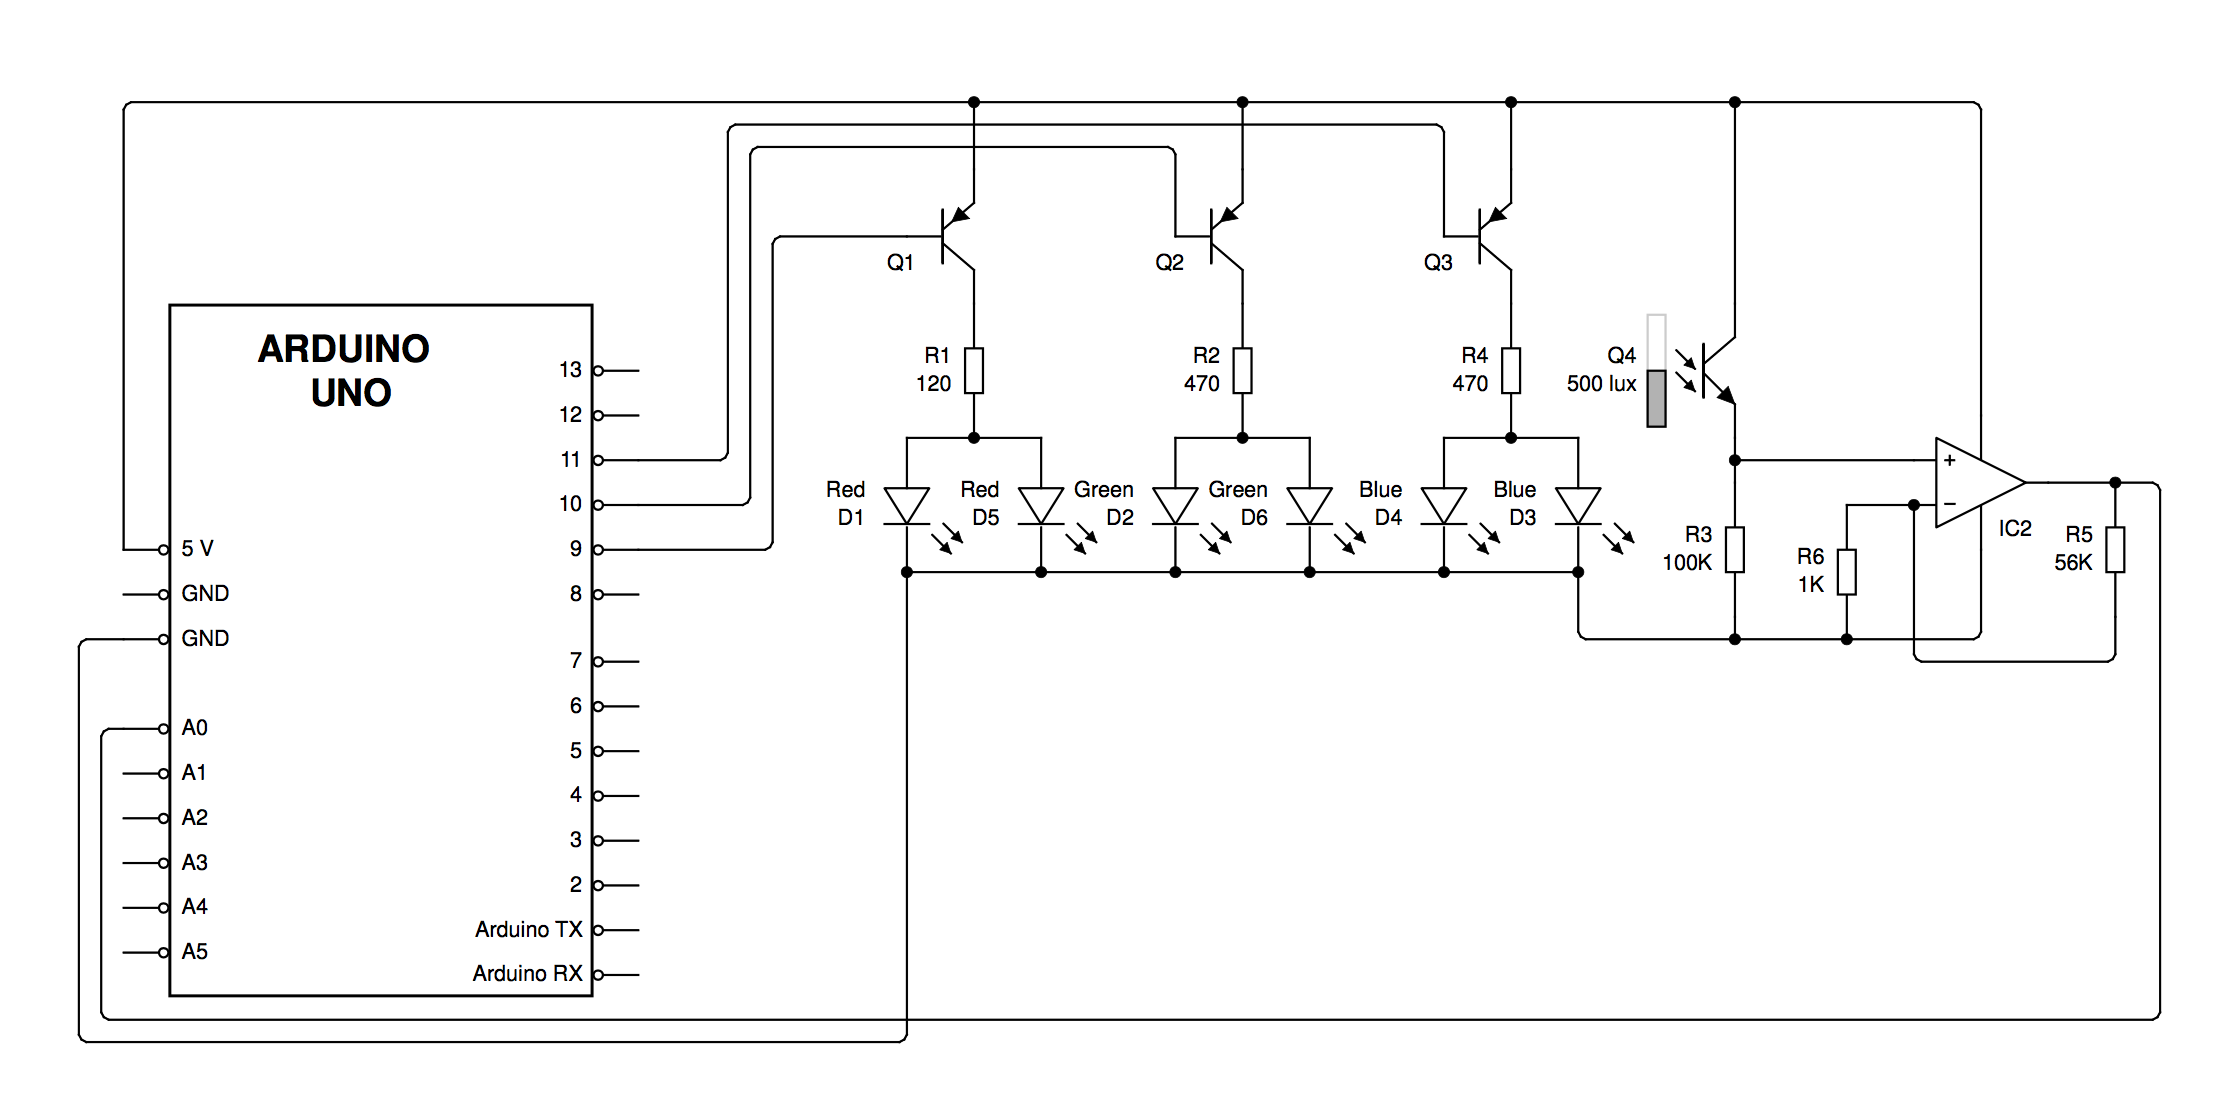 ARDUINO
UNO
5 V
GND
GND
A0
A1
A2
A3
A4
A5
13
12
11
10
9
8
7
6
5
4
3
2
Arduino TX
Arduino RX
Q1
Q2
Q3
R1
120
R2
470
R4
470
Red
D1
Red
D5
Green
D2
Green
D6
Blue
D4
Blue
D3
Q4
500 lux
R3
100K
R6
1K
+
−
IC2
R5
56K